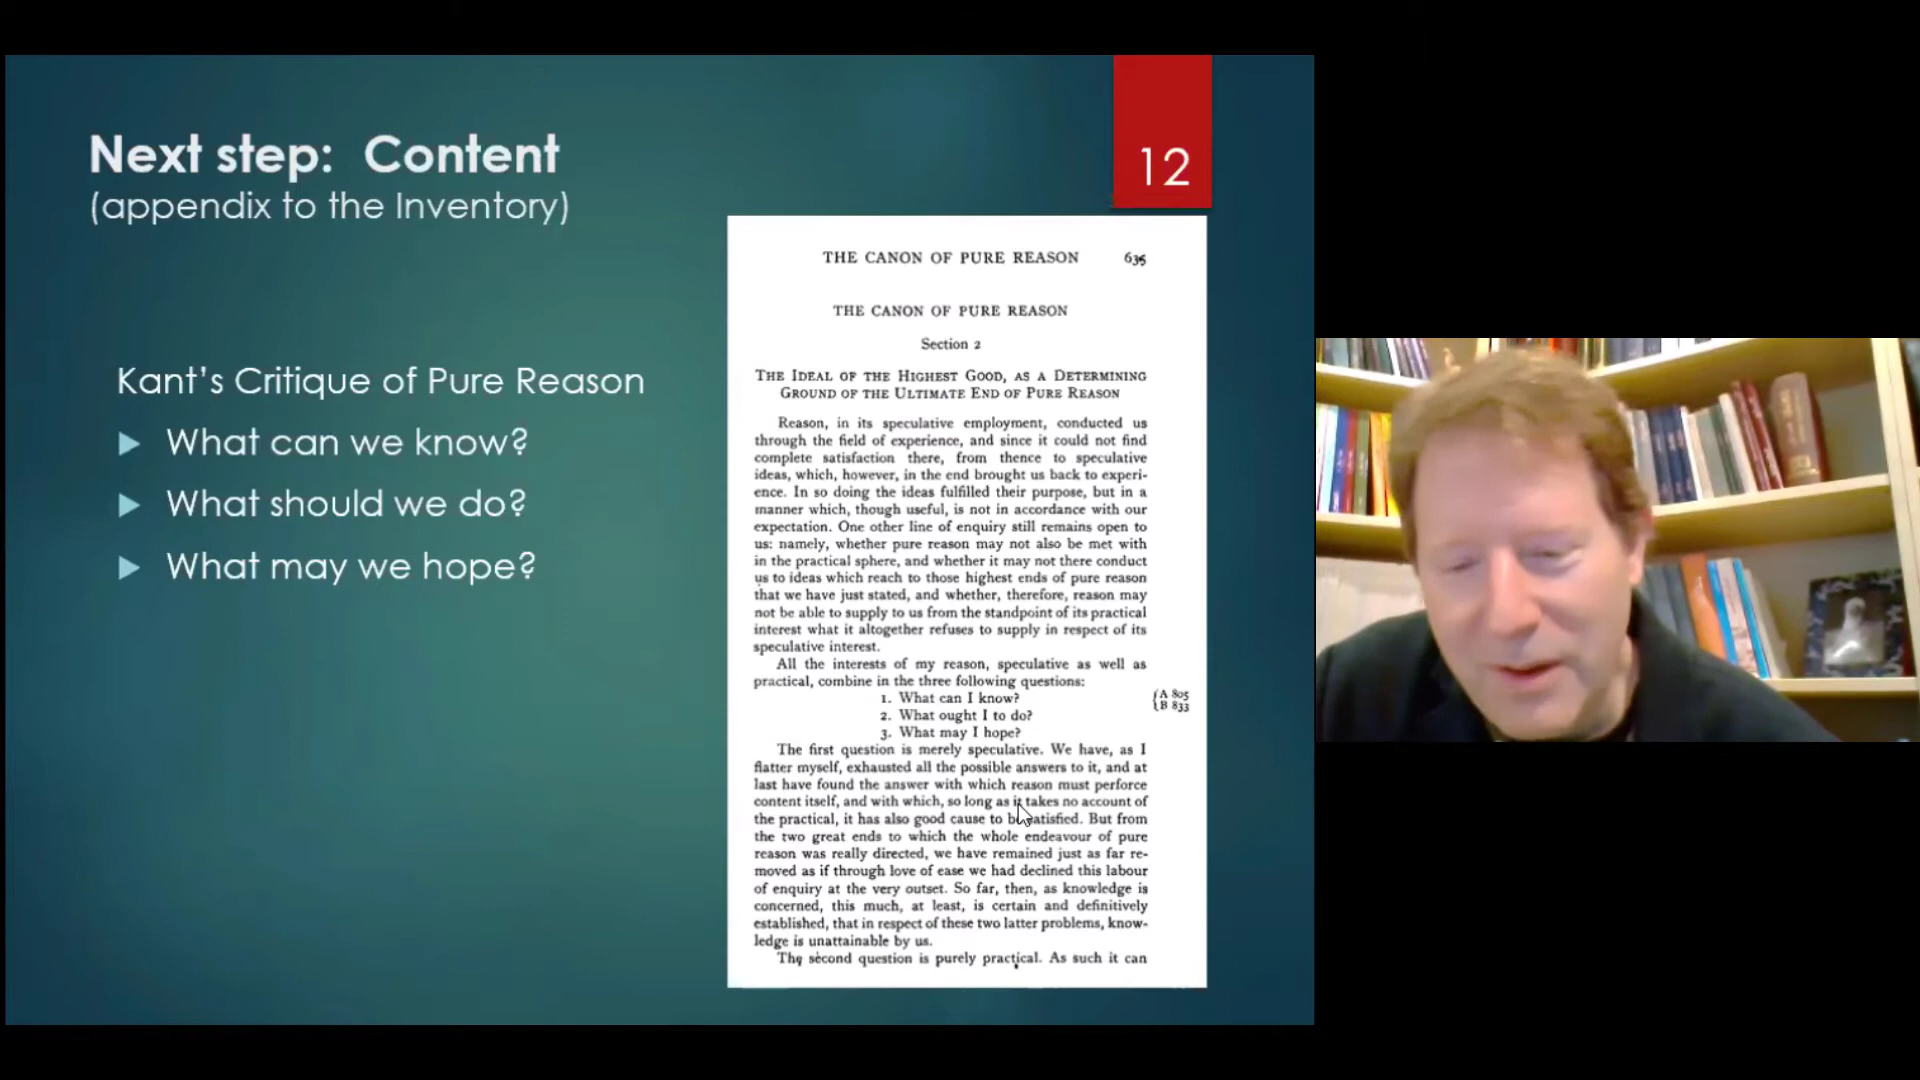 Next step: Content
(appendix to the Inventory)
12
Kant's Critique of Pure Reason
What can we know?
What should we do?
What may we hope?
THE CANON OF PURE REASON 635
THE CANON OF PURE REASON
Section 2
THE IDEAL OF THE HIGHEST GOOD, AS A DETERMINING
GROUND OF THE ULTIMATE END OF PURE REASON
Reason, in its speculative employment, conducted us
through the field of experience, and since it could not find
complete satisfaction there, from thence to speculative
ideas, which, however, in the end brought us back to experi-
ence. In so doing the ideas fulfilled their purpose, but in a
manner which, though useful, is not in accordance with our
expectation. One other line of enquiry still remains open to
us: namely, whether pure reason may not also be met with
in the practical sphere, and whether it may not there conduct
us to ideas which reach to those highest ends of pure reason
that we have just stated, and whether, therefore, reason may
not be able to supply to us from the standpoint of its practical
interest what it altogether refuses to supply in respect of its
speculative interest.
All the interests of my reason, speculative as well as
practical, combine in the three following questions:
1. What can I know?
2. What ought I to do?
3. What may I hope?
{A 805
{B 833
The first question is merely speculative. We have, as I
flatter myself, exhausted all the possible answers to it, and at
last have found the answer with which reason must perforce
content itself, and with which, so long as it takes no account of
the practical, it has also good cause to be satisfied. But from
the two great ends to which the whole endeavour of pure
reason was really directed, we have remained just as far re-
moved as if through love of ease we had declined this labour
of enquiry at the very outset. So far, then, as knowledge is
concerned, this much, at least, is certain and definitively
established, that in respect of these two latter problems, know-
ledge is unattainable by us.
The second question is purely practical. As such it can